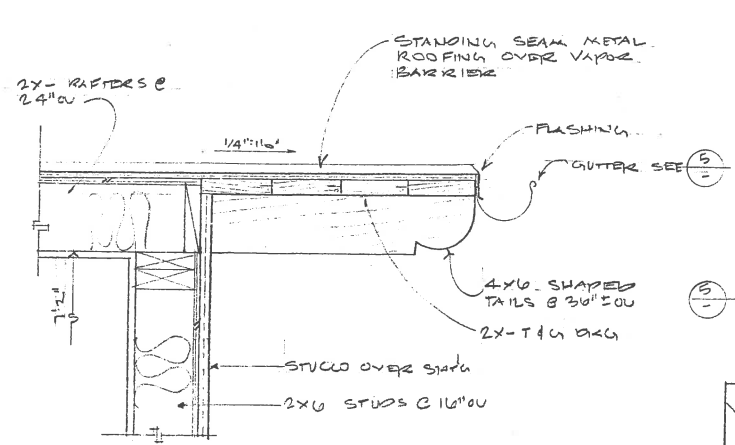 STANDING SEAM METAL
ROOFING OVER VAPOR
BARRIER
2X- RAFTERS @
24"OC
1/4":1'0"
FLASHING
GUTTER SEE
5
-
4X6 SHAPED
TAILS @ 36"± OC
5
-
2X- T & G DKG
7'2"
STUCCO OVER SHTG
2X6 STUDS @ 16"OC